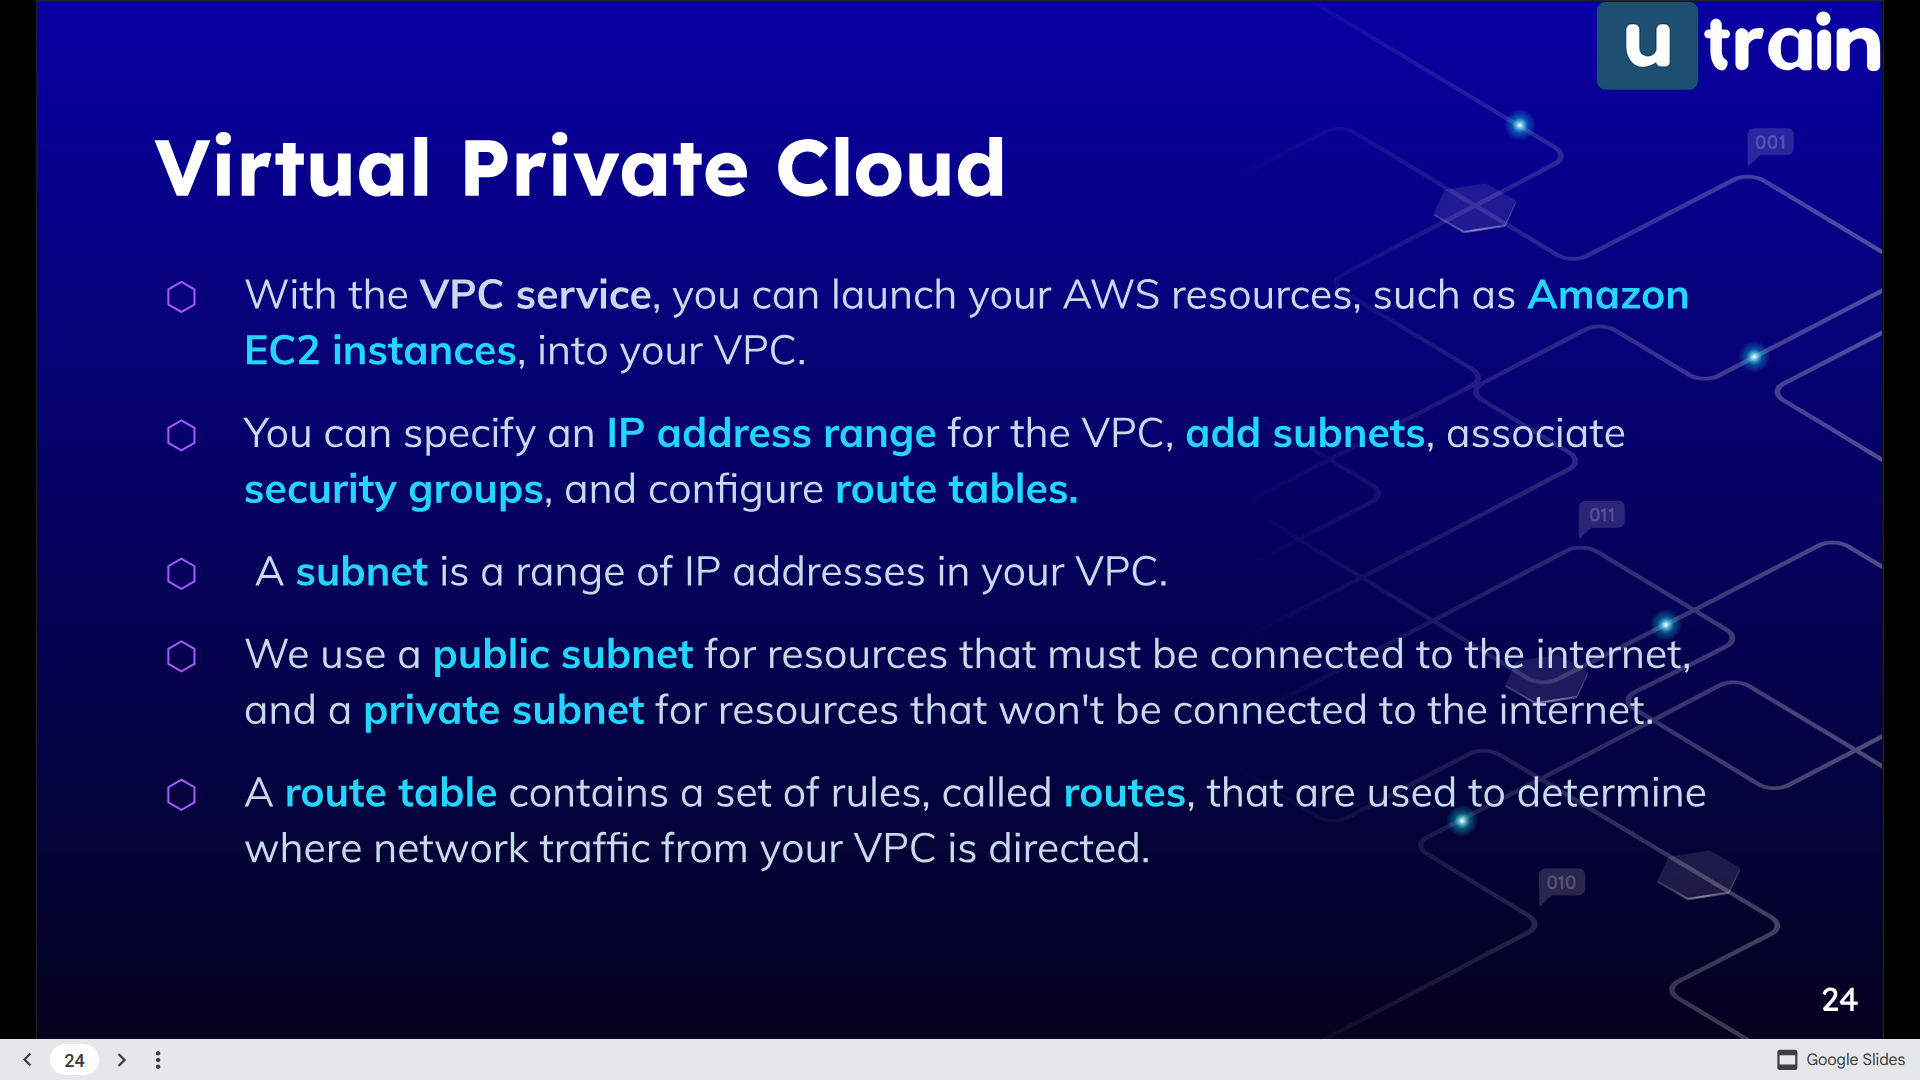 u train
001
Virtual Private Cloud
With the VPC service, you can launch your AWS resources, such as Amazon
EC2 instances, into your VPC.
You can specify an IP address range for the VPC, add subnets, associate
security groups, and configure route tables.
011
A subnet is a range of IP addresses in your VPC.
We use a public subnet for resources that must be connected to the internet,
and a private subnet for resources that won't be connected to the internet.
A route table contains a set of rules, called routes, that are used to determine
where network traffic from your VPC is directed.
010
24
24
Google Slides